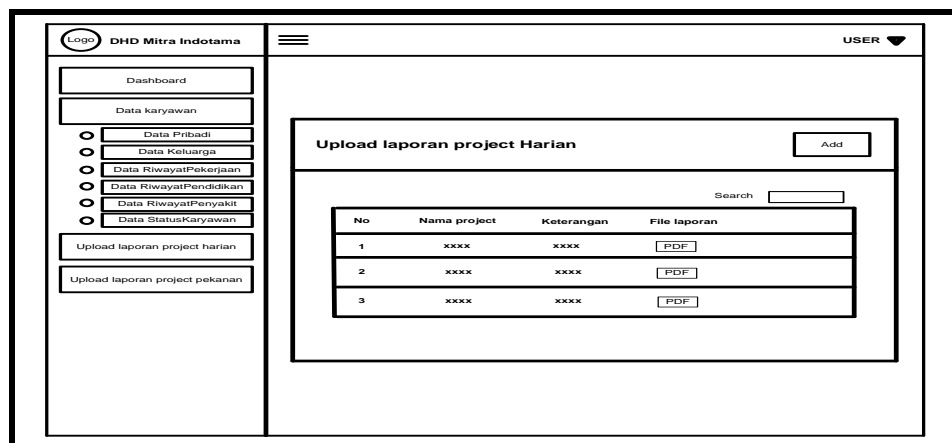 Logo DHD Mitra Indotama
USER
Dashboard
Data karyawan
Data Pribadi
Data Keluarga
Data RiwayatPekerjaan
Data RiwayatPendidikan
Data RiwayatPenyakit
Data StatusKaryawan
Upload laporan project harian
Upload laporan project pekanan
Upload laporan project Harian
Add
Search
No Nama project Keterangan File laporan
1 xxxx xxxx PDF
2 xxxx xxxx PDF
3 xxxx xxxx PDF